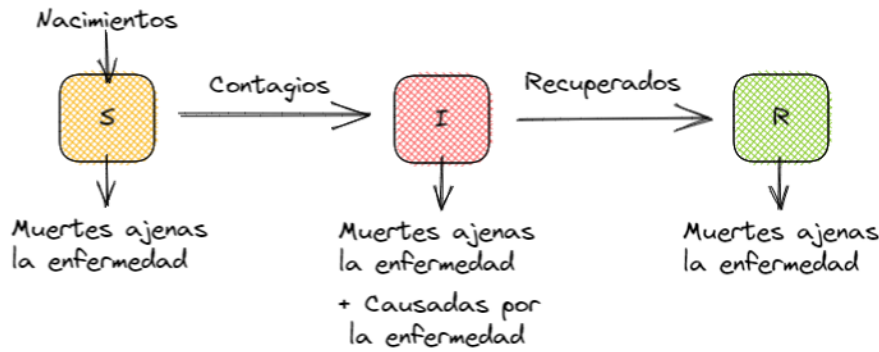 Nacimientos
S
Contagios
I
Recuperados
R
Muertes ajenas
la enfermedad
Muertes ajenas
la enfermedad
+ Causadas por
la enfermedad
Muertes ajenas
la enfermedad